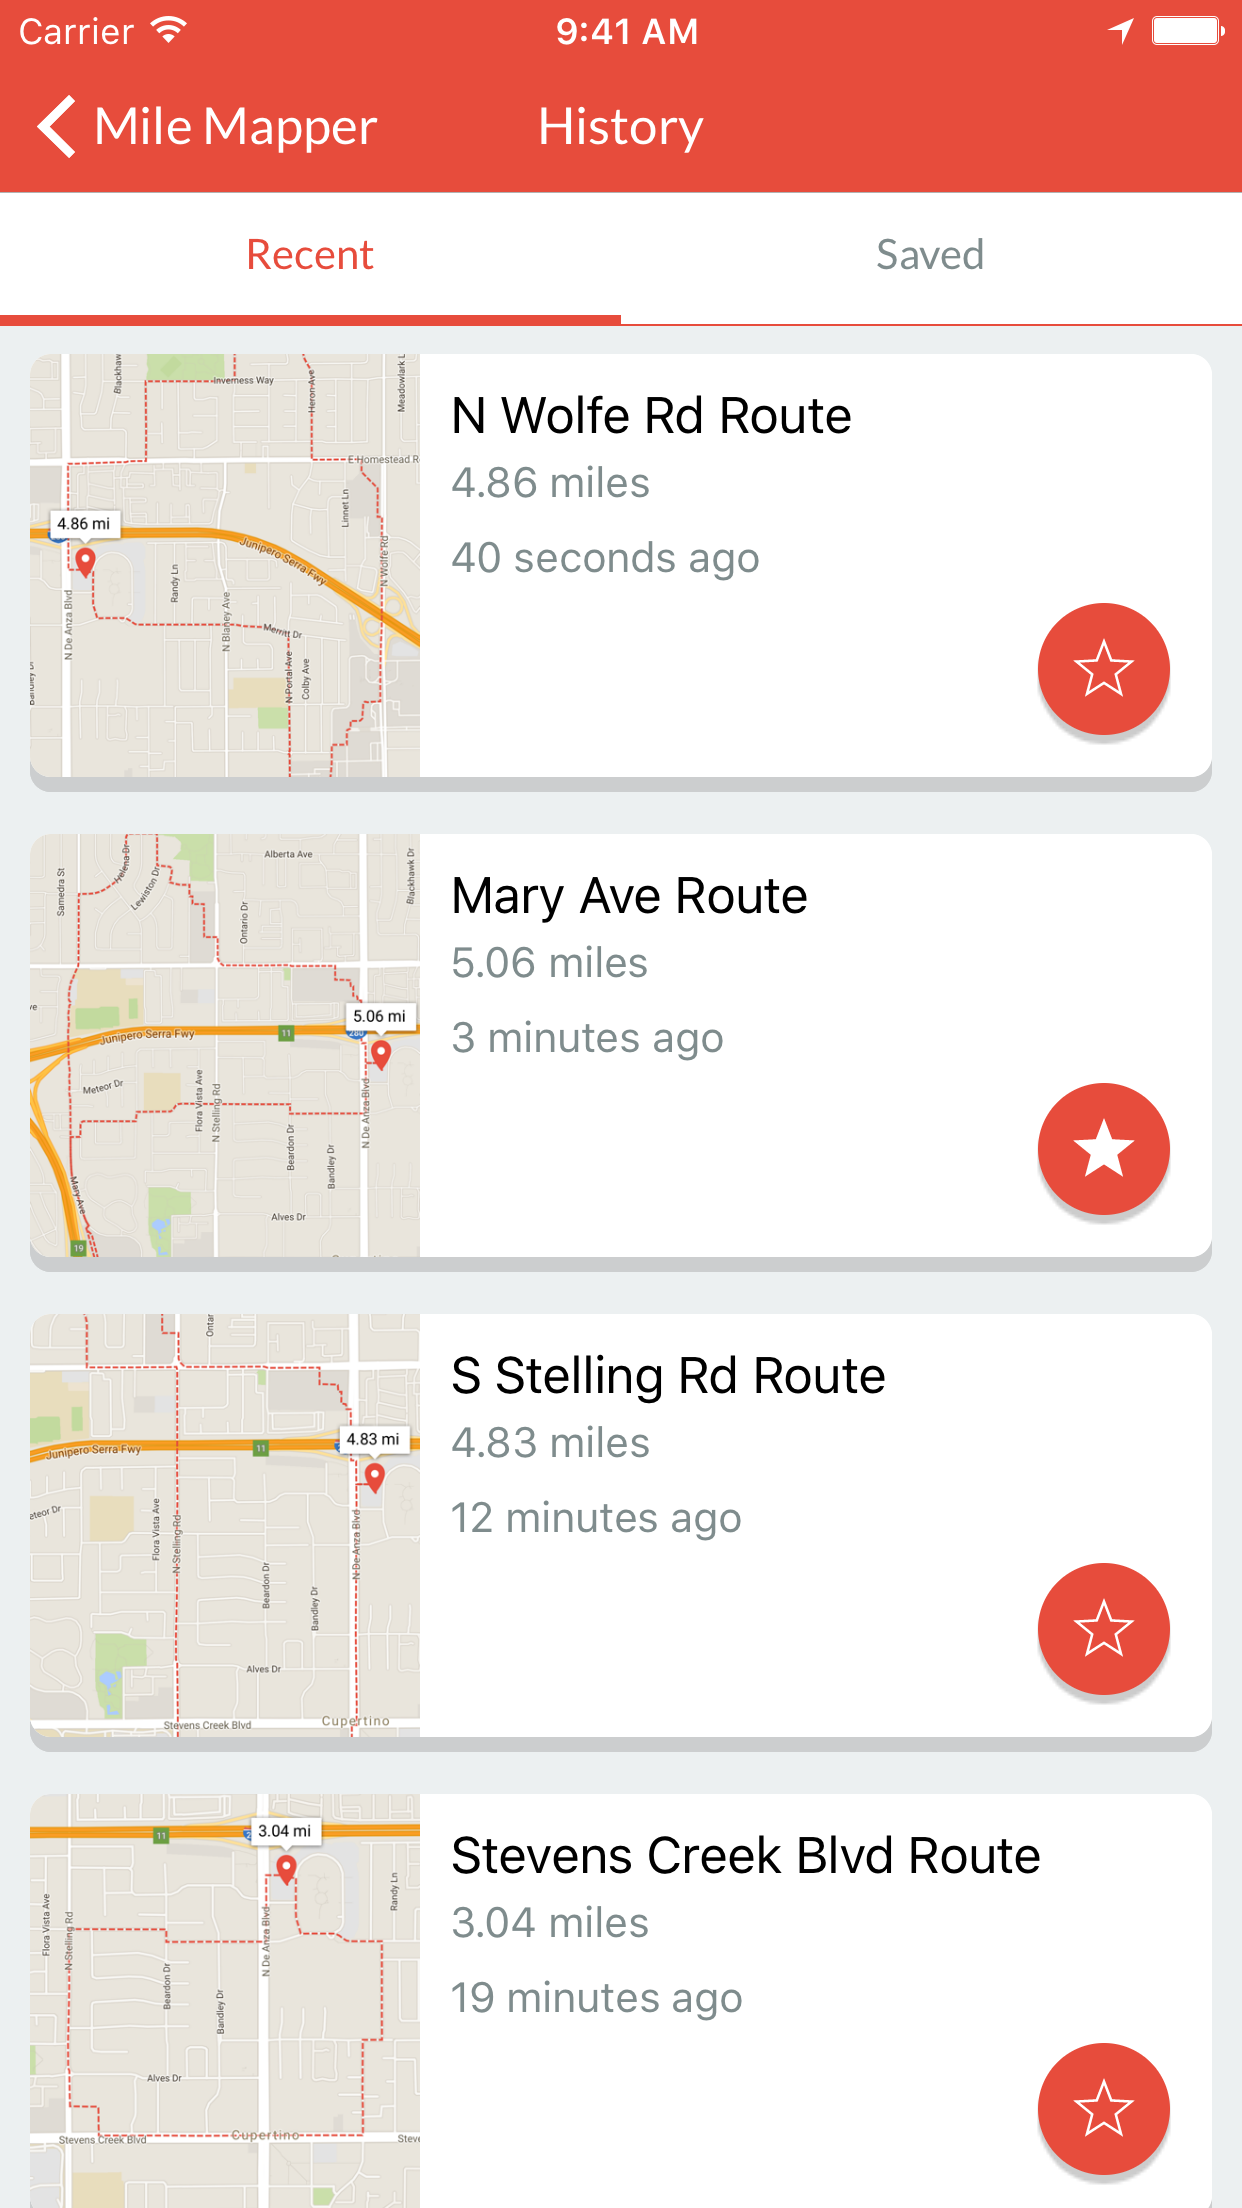 Carrier 9:41 AM
Mile Mapper History
Recent Saved
Blackhaw
Inverness Way
Heron Ave
Meadowlark L
E Homestead R
Linnet Ln
4.86 mi
Junipero Serra Fwy
N Wolfe Rd
Randy Ln
N De Anza Blvd
N Blaney Ave
Merritt Dr
N Portal Ave
Colby Ave
N Wolfe Rd Route
4.86 miles
40 seconds ago
Samedra St
Helena Dr
Lewiston Dr
Alberta Ave
Blackhawk Dr
Ontario Dr
ve
5.06 mi
280
Junipero Serra Fwy
11
Meteor Dr
Flora Vista Ave
N Stelling Rd
N De Anza Blvd
Beardon Dr
Bandley Dr
Mary Ave
Alves Dr
19
Mary Ave Route
5.06 miles
3 minutes ago
Ontar
4.83 mi
Junipero Serra Fwy
11
eteor Dr
Flora Vista Ave
N Stelling Rd
N De Anza Blvd
Beardon Dr
Bandley Dr
Alves Dr
Stevens Creek Blvd
Cupertino
S Stelling Rd Route
4.83 miles
12 minutes ago
11
3.04 mi
Flora Vista Ave
N Stelling Rd
Randy Ln
N De Anza Blvd
Beardon Dr
Bandley Dr
Alves Dr
Stevens Creek Blvd
Cupertino
Steve
Stevens Creek Blvd Route
3.04 miles
19 minutes ago